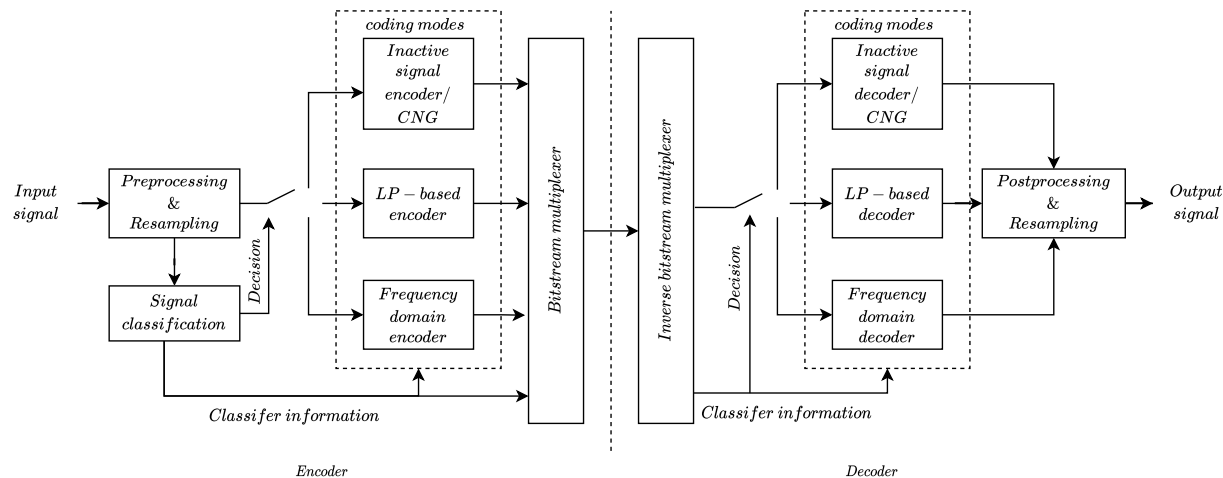 coding modes
Inactive
signal
encoder/
CNG
Input
signal
Preprocessing
&
Resampling
LP − based
encoder
Decision
Signal
classification
Frequency
domain
encoder
Classifer information
Bitstream multiplexer
Encoder
Inverse bitstream multiplexer
coding modes
Inactive
signal
decoder/
CNG
Decision
LP − based
decoder
Frequency
domain
decoder
Classifer information
Postprocessing
&
Resampling
Output
signal
Decoder